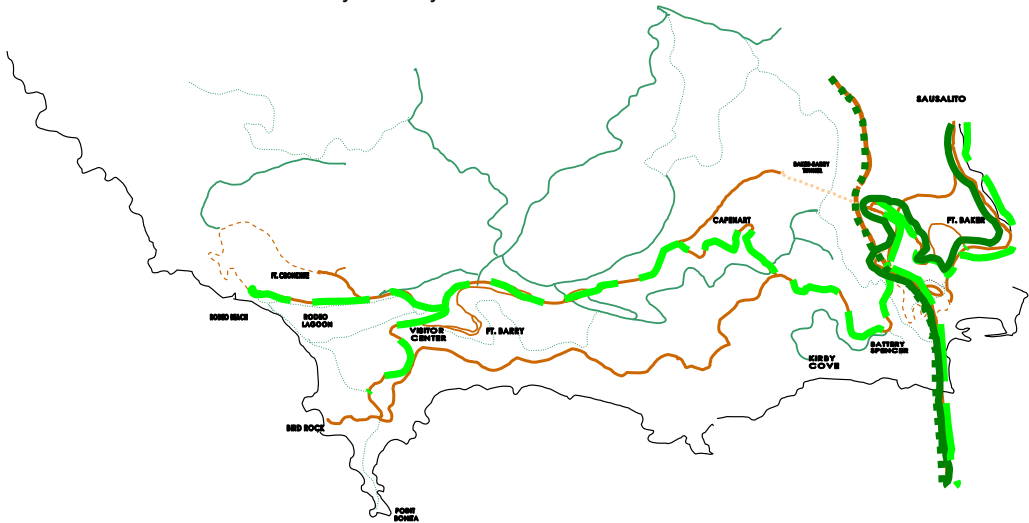 SAUSALITO
BAKER-BARRY
TUNNEL
CAPEHART
FT. BAKER
FT. CRONKHITE
RODEO BEACH
RODEO
LAGOON
VISITOR
CENTER
FT. BARRY
BATTERY
SPENCER
KIRBY
COVE
BIRD ROCK
POINT
BONITA